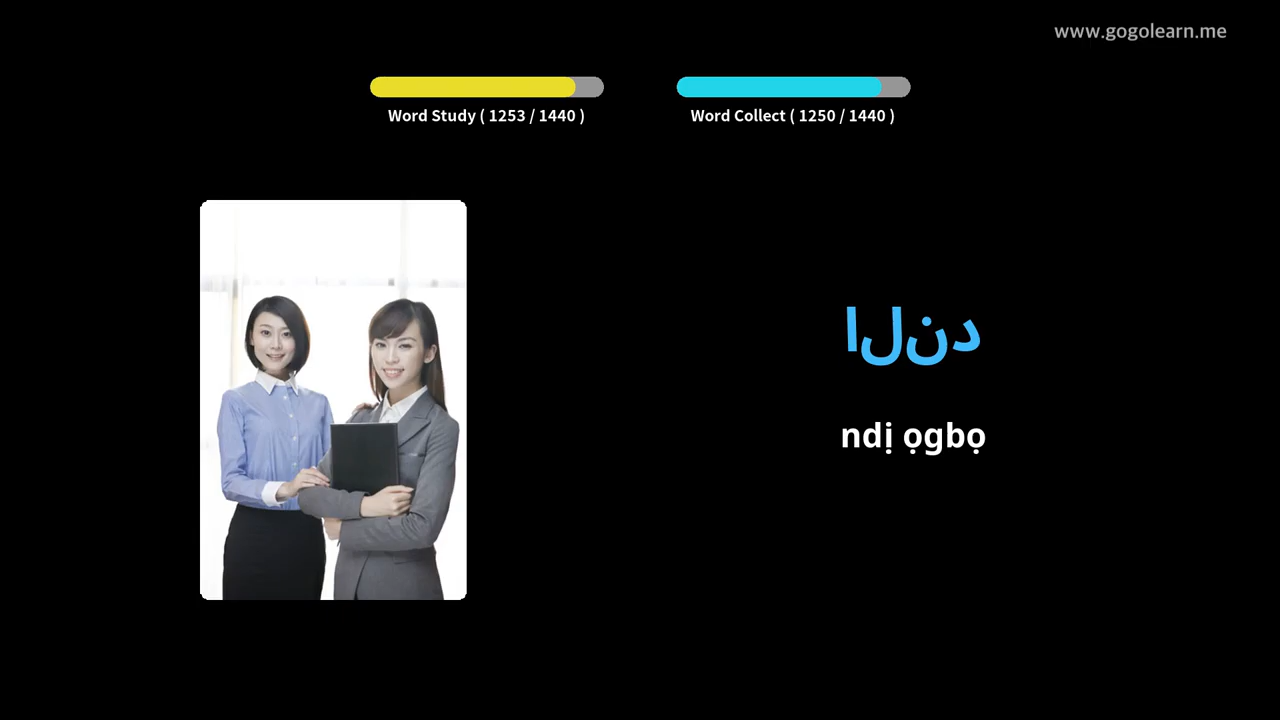 www.gogolearn.me
Word Study ( 1253 / 1440 )
Word Collect ( 1250 / 1440 )
الند
ndị ọgbọ